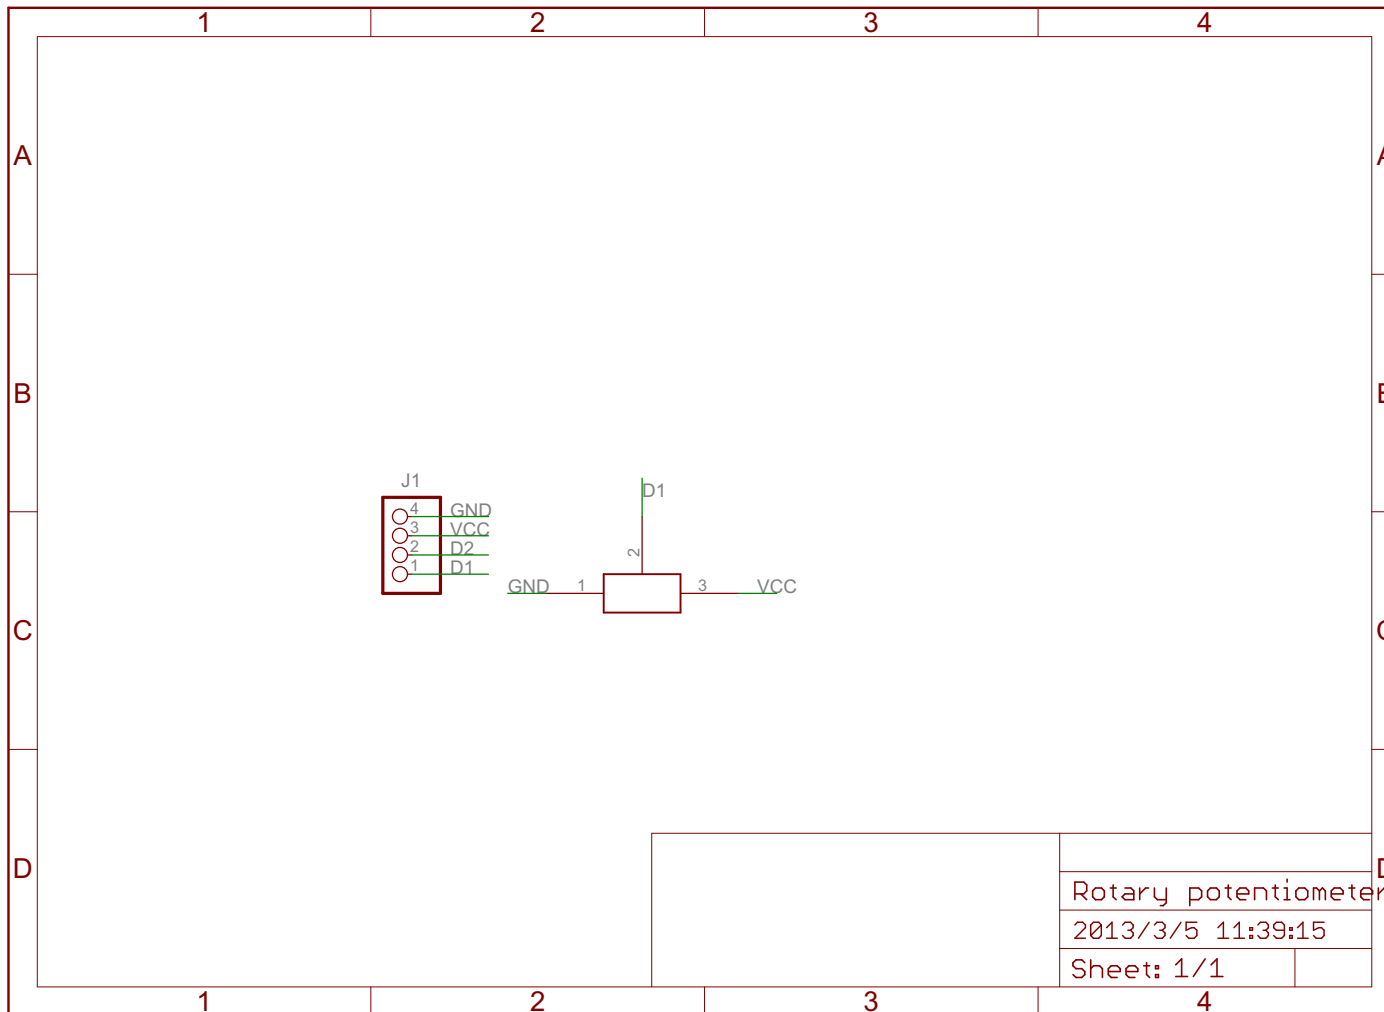 1 2 3 4
A A
B B
J1
4 GND
3 VCC
2 D2
1 D1
D1
2
GND 1 3 VCC
C C
D D
Rotary potentiometer
2013/3/5 11:39:15
Sheet: 1/1
1 2 3 4